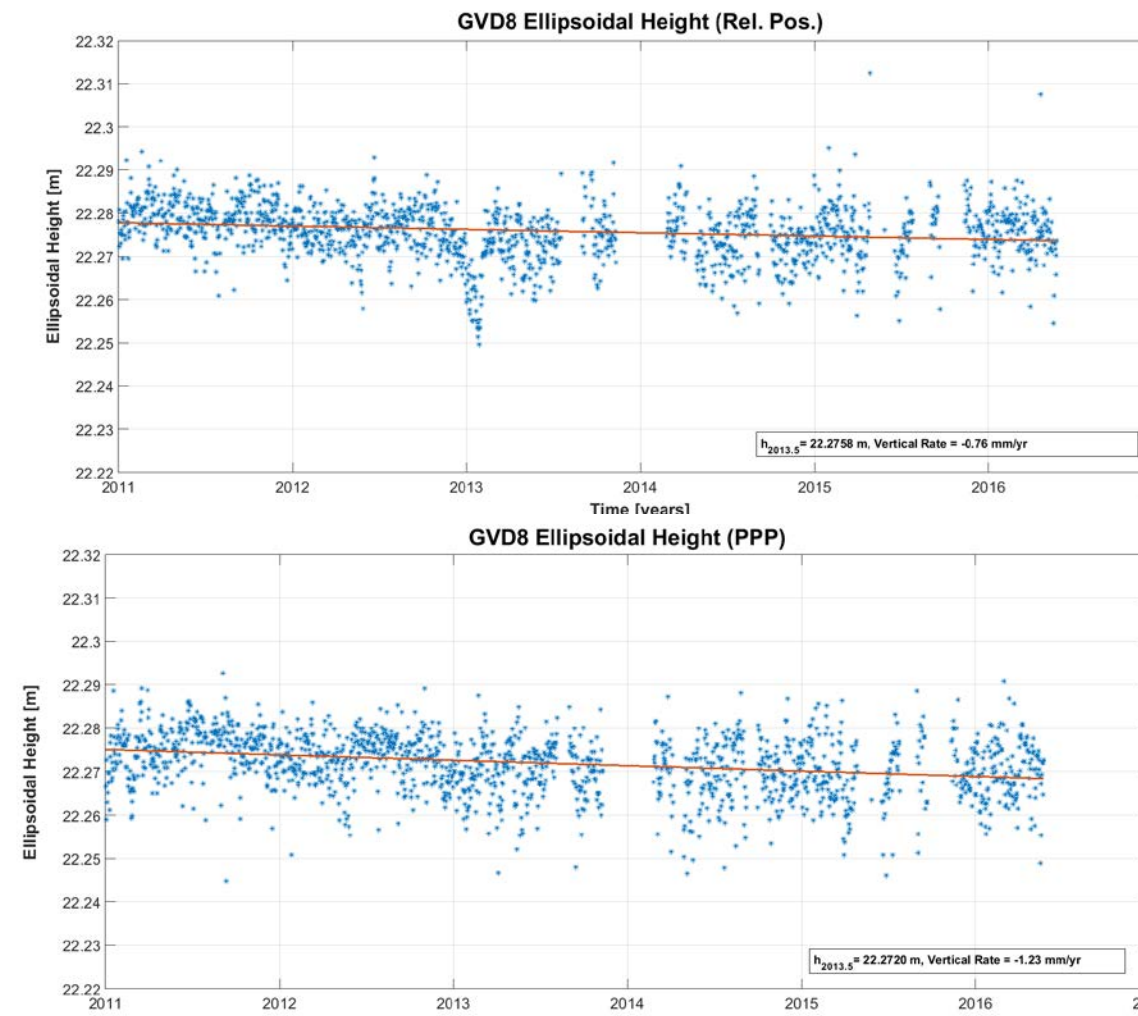 GVD8 Ellipsoidal Height (Rel. Pos.)
22.32
22.31
22.3
22.29
22.28
22.27
22.26
22.25
22.24
22.23
22.22
Ellipsoidal Height [m]
h2013.5= 22.2758 m, Vertical Rate = -0.76 mm/yr
2011 2012 2013 2014 2015 2016
Time [years]
GVD8 Ellipsoidal Height (PPP)
22.32
22.31
22.3
22.29
22.28
22.27
22.26
22.25
22.24
22.23
22.22
Ellipsoidal Height [m]
h2013.5= 22.2720 m, Vertical Rate = -1.23 mm/yr
2011 2012 2013 2014 2015 2016 2